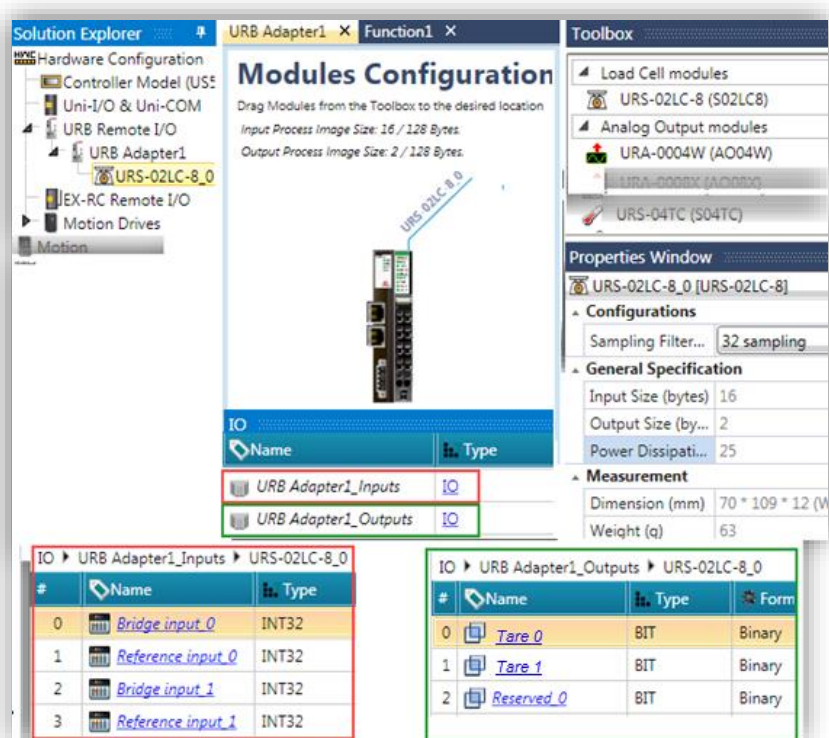 Solution Explorer
HWC Hardware Configuration
Controller Model (US5
Uni-I/O & Uni-COM
URB Remote I/O
URB Adapter1
URS-02LC-8_0
EX-RC Remote I/O
Motion Drives
Motion
URB Adapter1 Function1
Modules Configuration
Drag Modules from the Toolbox to the desired location
Input Process Image Size: 16 / 128 Bytes.
Output Process Image Size: 2 / 128 Bytes.
URS-02LC-8_0
IO
Name Type
URB Adapter1_Inputs IO
URB Adapter1_Outputs IO
Toolbox
Load Cell modules
URS-02LC-8 (S02LC8)
Analog Output modules
URA-0004W (AO04W)
URA-0008X (AO08X)
URS-04TC (S04TC)
Properties Window
URS-02LC-8_0 [URS-02LC-8]
Configurations
Sampling Filter... 32 sampling
General Specification
Input Size (bytes) 16
Output Size (by... 2
Power Dissipati... 25
Measurement
Dimension (mm) 70 * 109 * 12 (W
Weight (g) 63
IO URB Adapter1_Inputs URS-02LC-8_0
# Name Type
0 Bridge input_0 INT32
1 Reference input_0 INT32
2 Bridge input_1 INT32
3 Reference input_1 INT32
IO URB Adapter1_Outputs URS-02LC-8_0
# Name Type Form
0 Tare 0 BIT Binary
1 Tare 1 BIT Binary
2 Reserved_0 BIT Binary